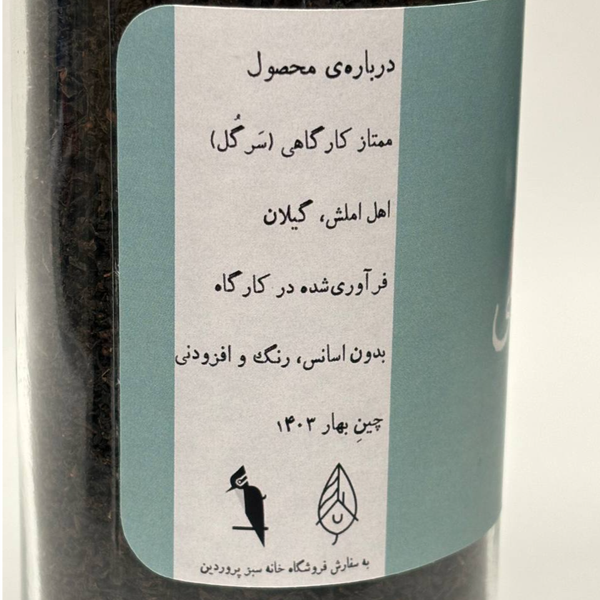 درباره‌ی محصول
ممتاز کارگاهی (سَرگُل)
اهل املش، گیلان
فرآوری‌شده در کارگاه
بدون اسانس، رنگ و افزودنی
چینِ بهار ۱۴۰۳
به سفارش فروشگاه خانه سبز پروردین